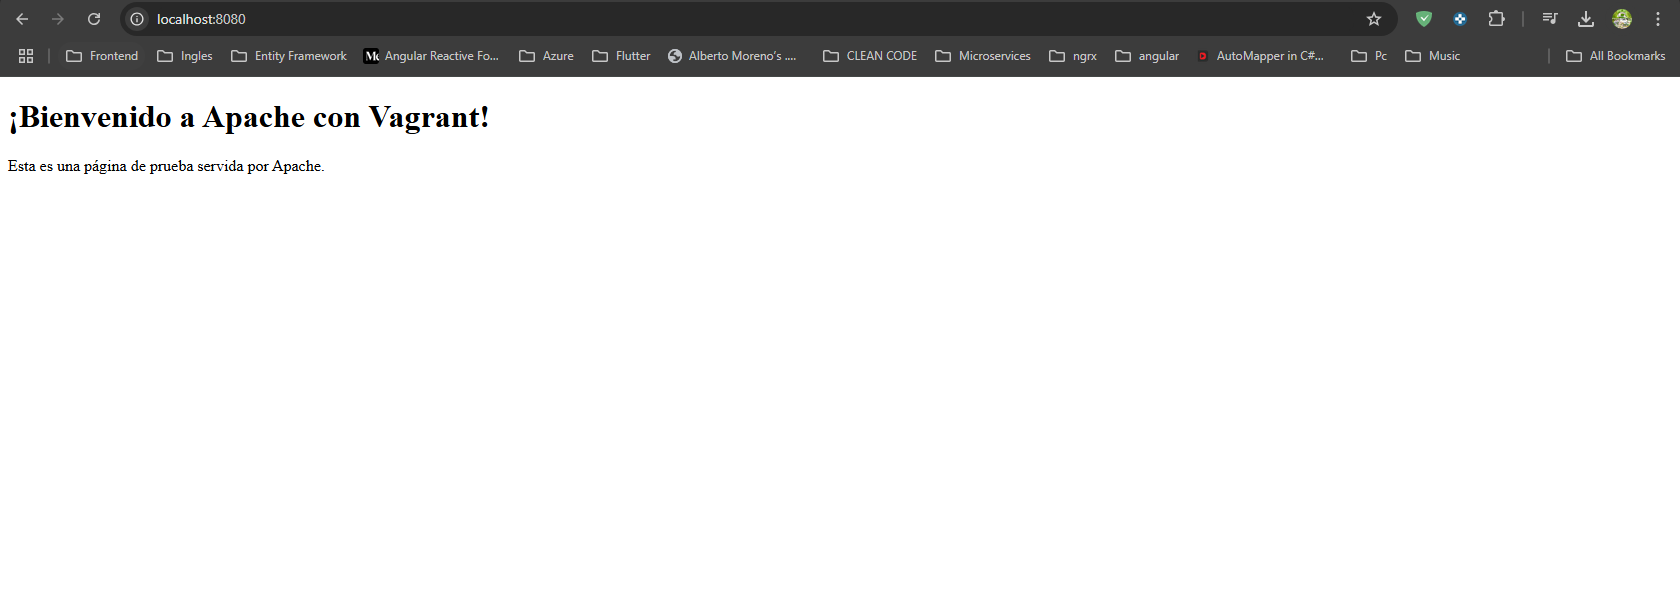 localhost:8080
Frontend Ingles Entity Framework Angular Reactive Fo... Azure Flutter Alberto Moreno's .... CLEAN CODE Microservices ngrx angular AutoMapper in C#... Pc Music All Bookmarks
¡Bienvenido a Apache con Vagrant!
Esta es una página de prueba servida por Apache.